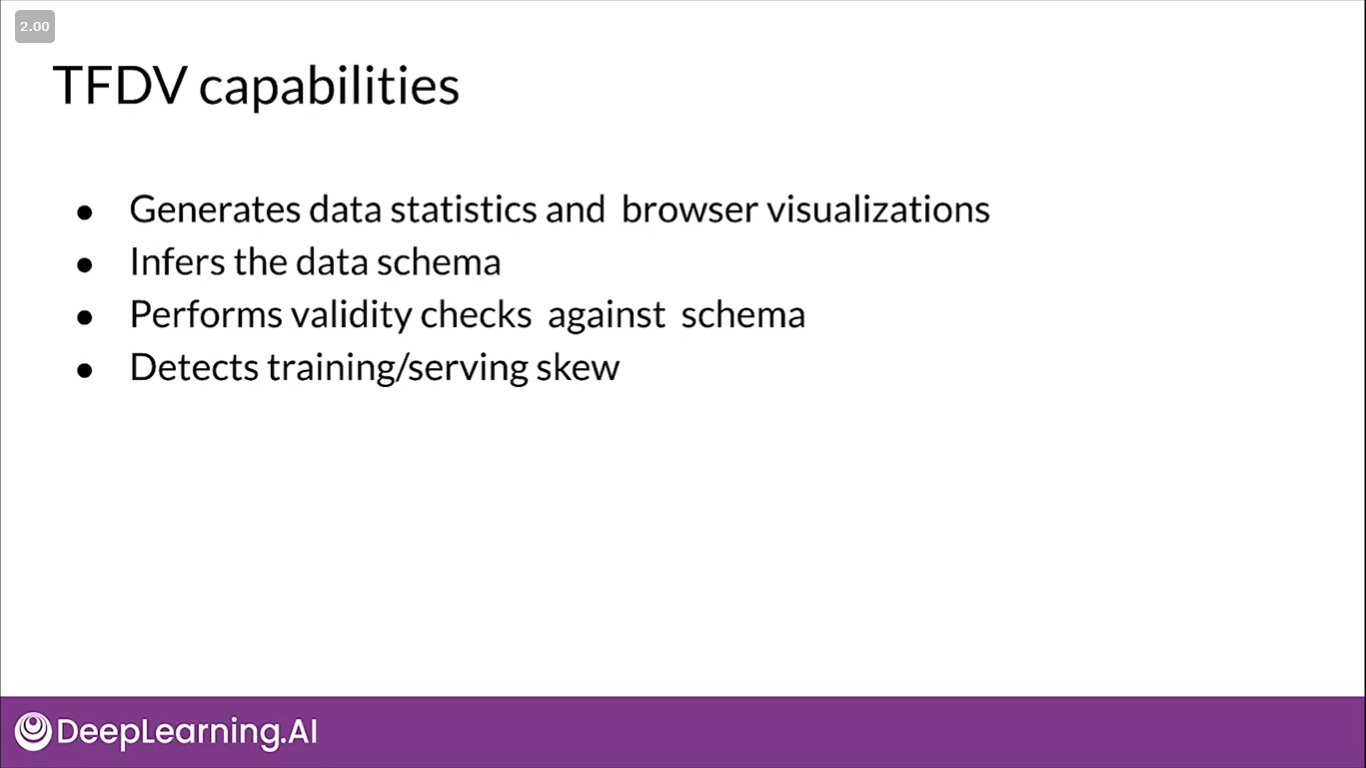 2.00
TFDV capabilities
● Generates data statistics and browser visualizations
● Infers the data schema
● Performs validity checks against schema
● Detects training/serving skew
DeepLearning.AI